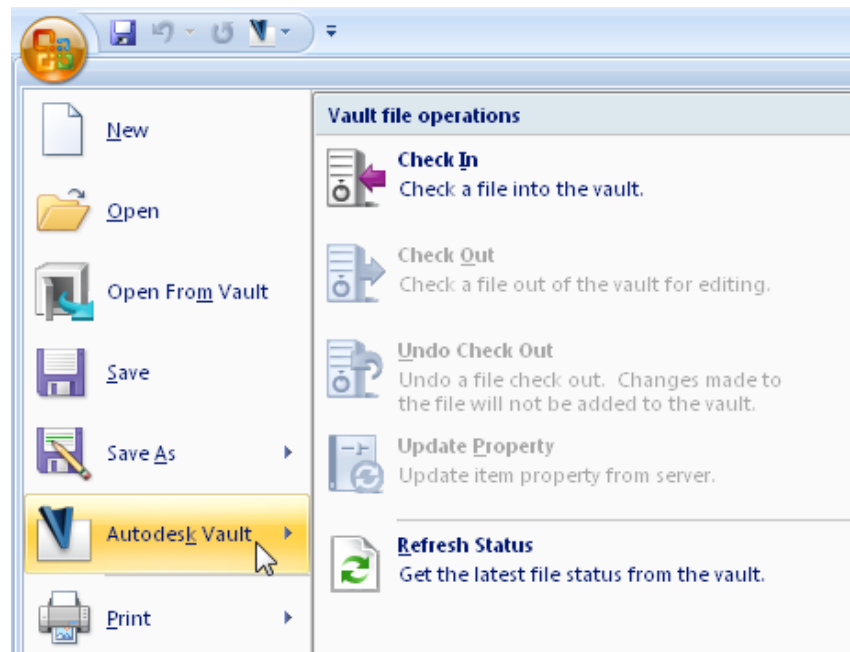 New
Open
Open From Vault
Save
Save As
Autodesk Vault
Print
Vault file operations
Check In
Check a file into the vault.
Check Out
Check a file out of the vault for editing.
Undo Check Out
Undo a file check out.  Changes made to
the file will not be added to the vault.
Update Property
Update item property from server.
Refresh Status
Get the latest file status from the vault.